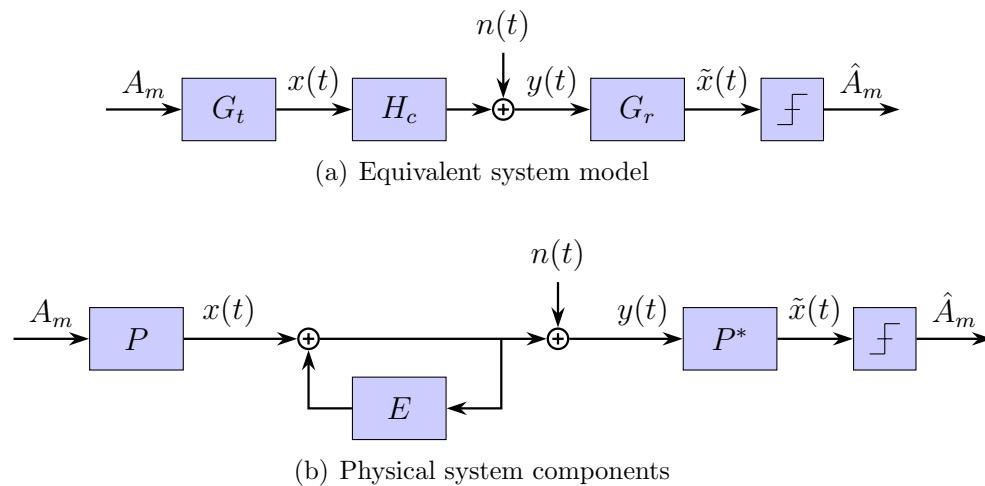 n(t)
A_m x(t) y(t) x̃(t) Â_m
G_t H_c + G_r
(a) Equivalent system model
n(t)
A_m x(t) y(t) x̃(t) Â_m
P + + P*
E
(b) Physical system components